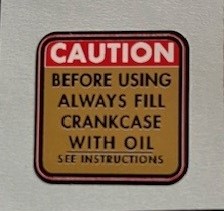 CAUTION
BEFORE USING
ALWAYS FILL
CRANKCASE
WITH OIL
SEE INSTRUCTIONS